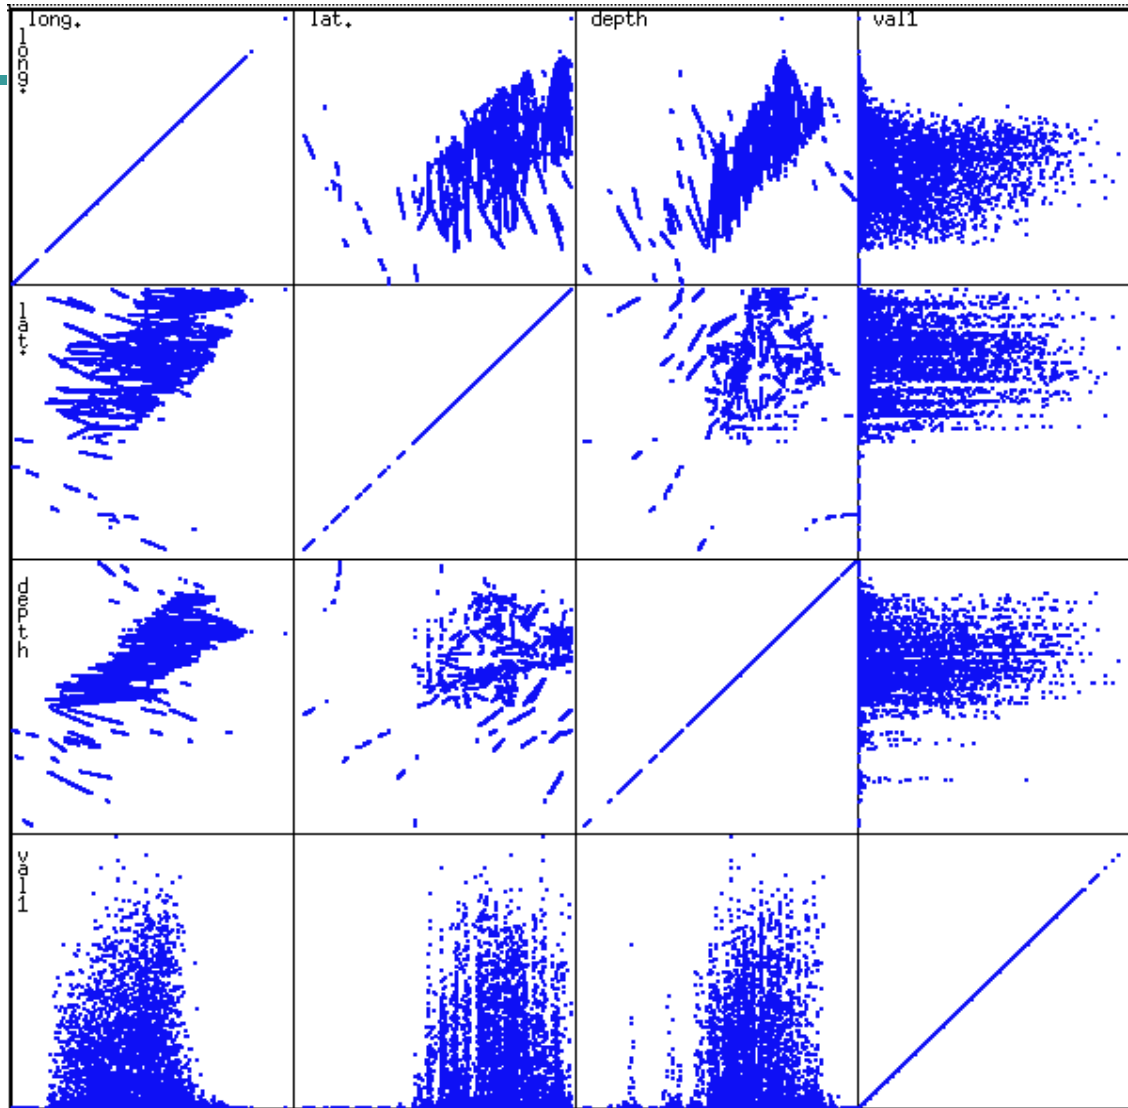 long. lat. depth val1
long.
lat.
depth
val1